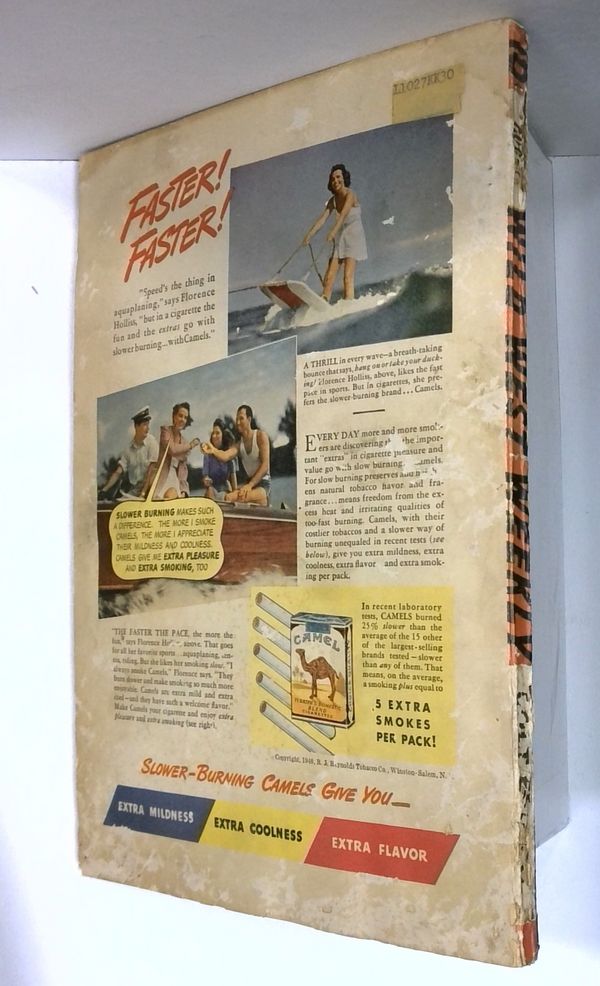 L1027RK30
FASTER!
FASTER!
"Speed's the thing in
aquaplaning," says Florence
Holliss, "but in a cigarette the
fun and the extras go with
slower burning—with Camels."
A THRILL in every wave—a breath-taking
bounce that says, hang on or take your duck-
ing! Florence Holliss, above, likes the fast
pace in sports. But in cigarettes, she pre-
fers the slower-burning brand... Camels.
EVERY DAY more and more smok-
ers are discovering the impor-
tant "extras" in cigarette pleasure and
value go with slow burning. Camels.
For slow burning preserves
ens natural tobacco flavor and fra-
grance... means freedom from the ex-
cess heat and irritating qualities of
too-fast burning. Camels, with their
costlier tobaccos and a slower way of
burning unequaled in recent tests (see
below), give you extra mildness, extra
coolness, extra flavor and extra smok-
ing per pack.
SLOWER BURNING MAKES SUCH
A DIFFERENCE. THE MORE I SMOKE
CAMELS, THE MORE I APPRECIATE
THEIR MILDNESS AND COOLNESS.
CAMELS GIVE ME EXTRA PLEASURE
AND EXTRA SMOKING, TOO
"THE FASTER THE PACE, the more the
fun," says Florence above. That goes
for all her favorite sports aquaplaning,
riding. But she likes her smoking slow. "I
always smoke Camels," Florence says. "They
burn slower and make smoking so much more
enjoyable. Camels are extra mild and extra
cool—and they have such a welcome flavor."
Make Camels your cigarette and enjoy extra
pleasure and extra smoking (see right).
CAMEL
TURKISH & DOMESTIC
BLEND
CIGARETTES
In recent laboratory
tests, CAMELS burned
25% slower than the
average of the 15 other
of the largest-selling
brands tested—slower
than any of them. That
means, on the average,
a smoking plus equal to
5 EXTRA
SMOKES
PER PACK!
Copyright, 1940, R. J. Reynolds Tobacco Co., Winston-Salem, N.
SLOWER-BURNING CAMELS GIVE YOU—
EXTRA MILDNESS
EXTRA COOLNESS
EXTRA FLAVOR
WILD WEST WEEKLY